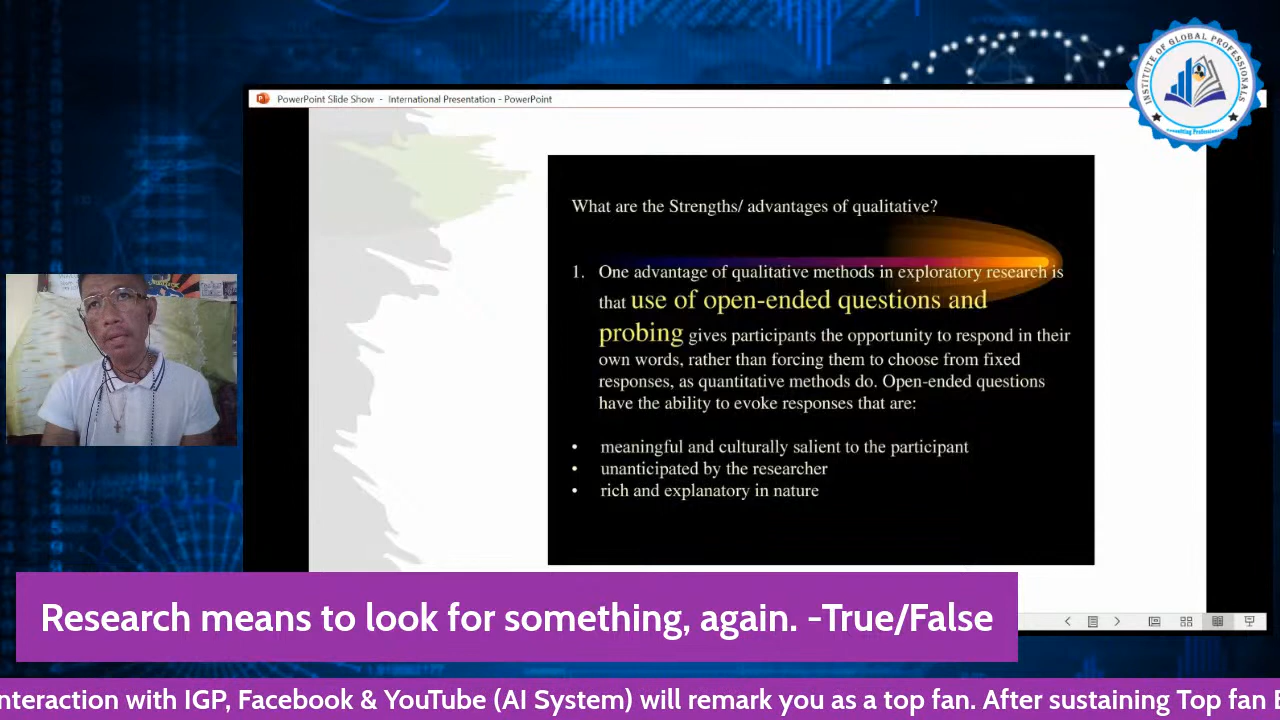 PowerPoint Slide Show - International Presentation - PowerPoint
INSTITUTE OF GLOBAL PROFESSIONALS
Consulting Professionals
What are the Strengths/ advantages of qualitative?
1. One advantage of qualitative methods in exploratory research is
that use of open-ended questions and
probing gives participants the opportunity to respond in their
own words, rather than forcing them to choose from fixed
responses, as quantitative methods do. Open-ended questions
have the ability to evoke responses that are:
• meaningful and culturally salient to the participant
• unanticipated by the researcher
• rich and explanatory in nature
Research means to look for something, again. -True/False
nteraction with IGP, Facebook & YouTube (AI System) will remark you as a top fan. After sustaining Top fan